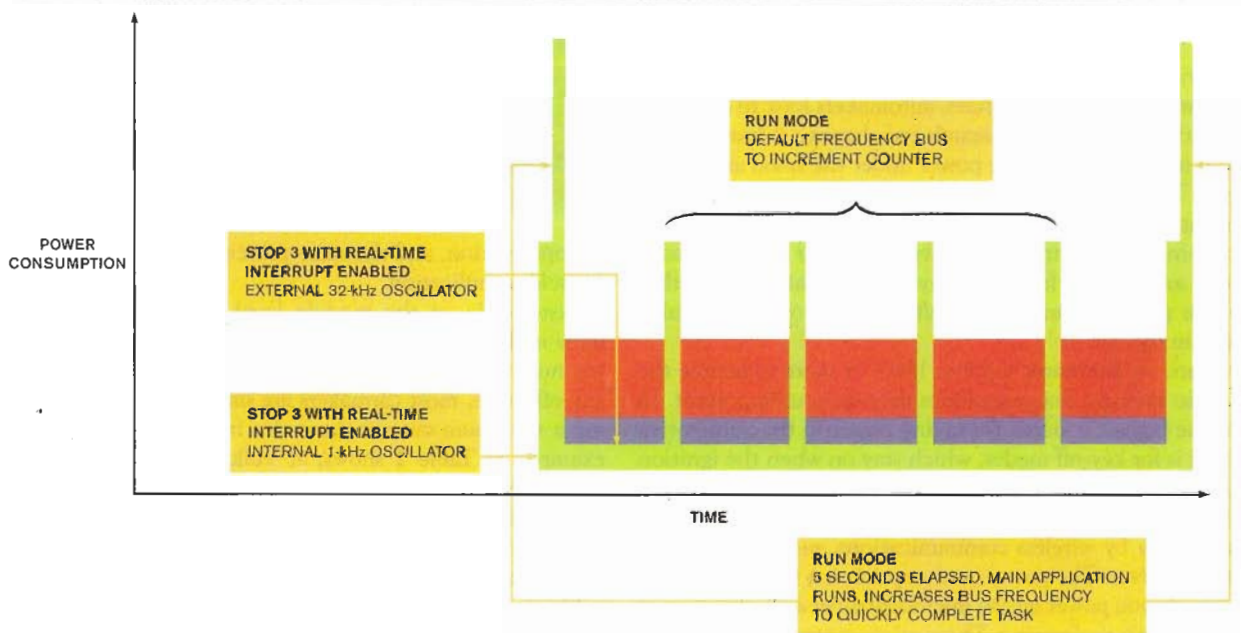 POWER
CONSUMPTION
RUN MODE
DEFAULT FREQUENCY BUS
TO INCREMENT COUNTER
STOP 3 WITH REAL-TIME
INTERRUPT ENABLED
EXTERNAL 32-kHz OSCILLATOR
STOP 3 WITH REAL-TIME
INTERRUPT ENABLED
INTERNAL 1-kHz OSCILLATOR
TIME
RUN MODE
5 SECONDS ELAPSED, MAIN APPLICATION
RUNS, INCREASES BUS FREQUENCY
TO QUICKLY COMPLETE TASK